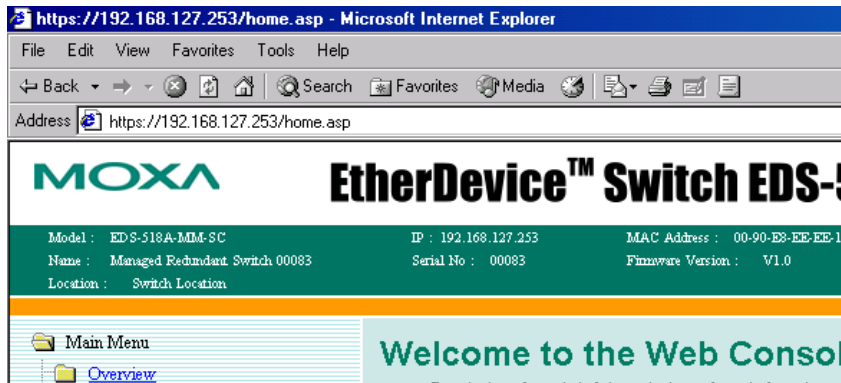 https://192.168.127.253/home.asp - Microsoft Internet Explorer
File Edit View Favorites Tools Help
Back Search Favorites Media
Address https://192.168.127.253/home.asp
MOXA EtherDevice™ Switch EDS-
Model : EDS-518A-MM-SC IP : 192.168.127.253 MAC Address : 00-90-E8-EE-EE-1
Name : Managed Redundant Switch 00083 Serial No : 00083 Firmware Version : V1.0
Location : Switch Location
Main Menu
Overview
Welcome to the Web Consol